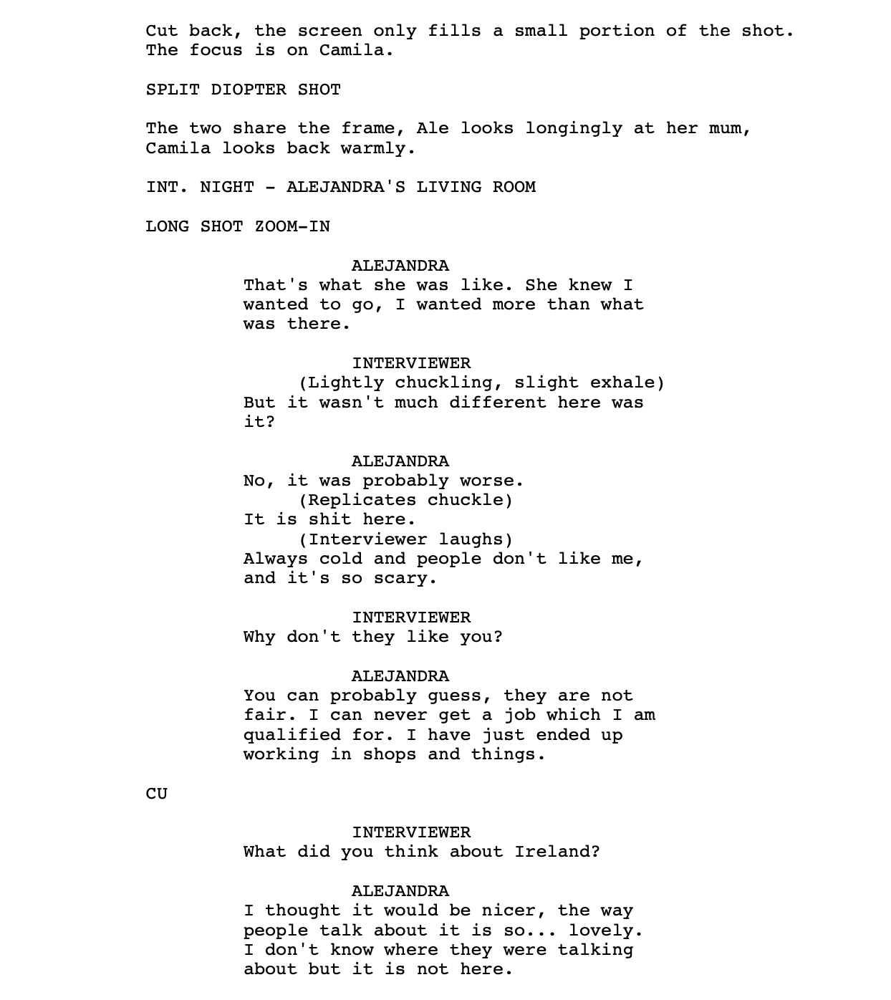 Cut back, the screen only fills a small portion of the shot.
The focus is on Camila.
SPLIT DIOPTER SHOT
The two share the frame, Ale looks longingly at her mum,
Camila looks back warmly.
INT. NIGHT - ALEJANDRA'S LIVING ROOM
LONG SHOT ZOOM-IN
ALEJANDRA
That's what she was like. She knew I
wanted to go, I wanted more than what
was there.
INTERVIEWER
(Lightly chuckling, slight exhale)
But it wasn't much different here was
it?
ALEJANDRA
No, it was probably worse.
(Replicates chuckle)
It is shit here.
(Interviewer laughs)
Always cold and people don't like me,
and it's so scary.
INTERVIEWER
Why don't they like you?
ALEJANDRA
You can probably guess, they are not
fair. I can never get a job which I am
qualified for. I have just ended up
working in shops and things.
CU
INTERVIEWER
What did you think about Ireland?
ALEJANDRA
I thought it would be nicer, the way
people talk about it is so... lovely.
I don't know where they were talking
about but it is not here.